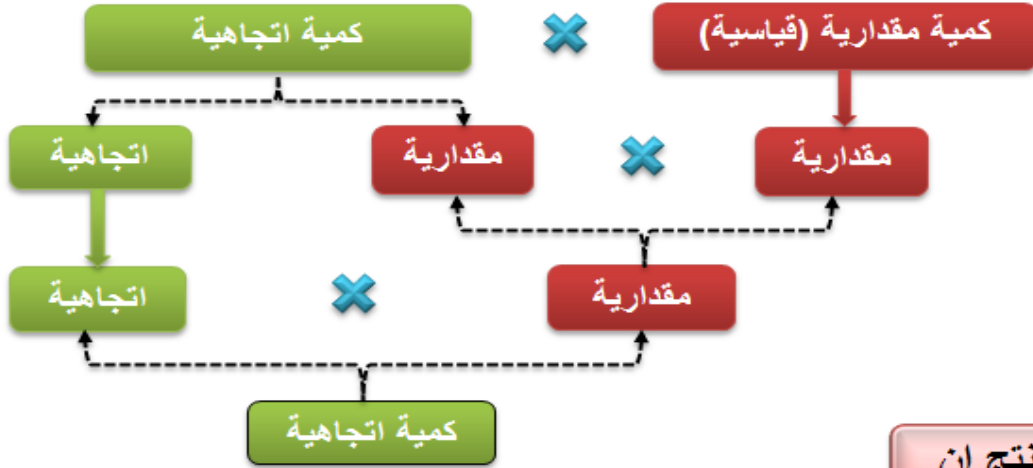 كمية مقدارية (قياسية)
كمية اتجاهية
مقدارية
مقدارية
اتجاهية
مقدارية
اتجاهية
كمية اتجاهية